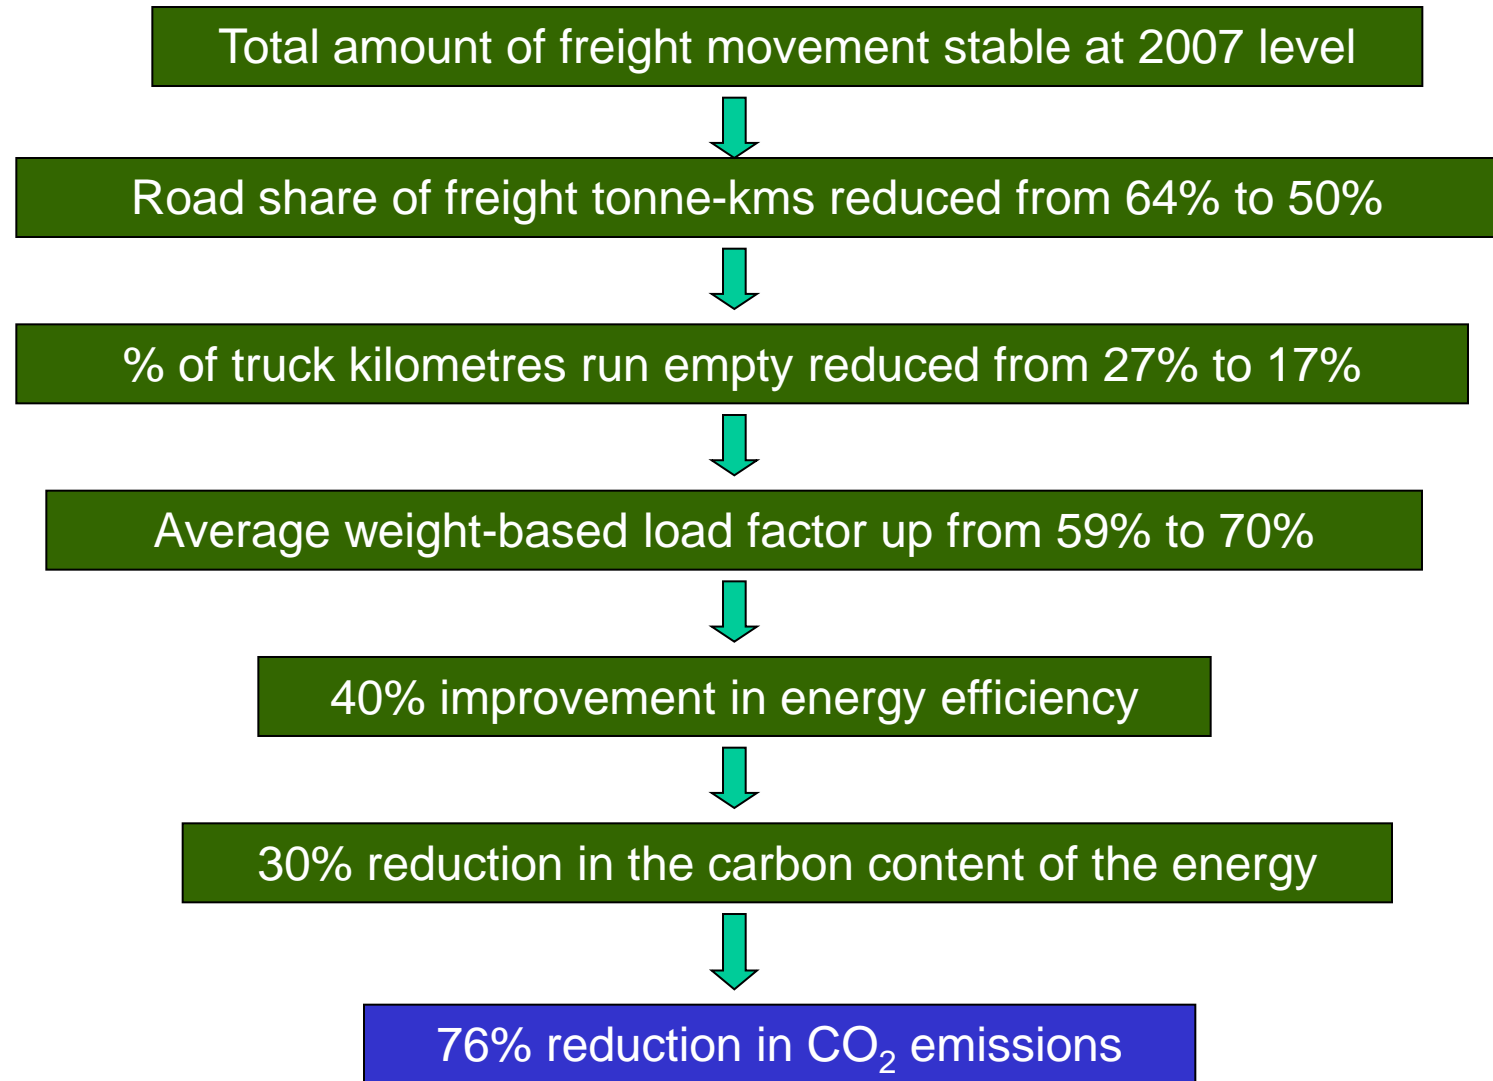 Total amount of freight movement stable at 2007 level
Road share of freight tonne-kms reduced from 64% to 50%
% of truck kilometres run empty reduced from 27% to 17%
Average weight-based load factor up from 59% to 70%
40% improvement in energy efficiency
30% reduction in the carbon content of the energy
76% reduction in CO₂ emissions